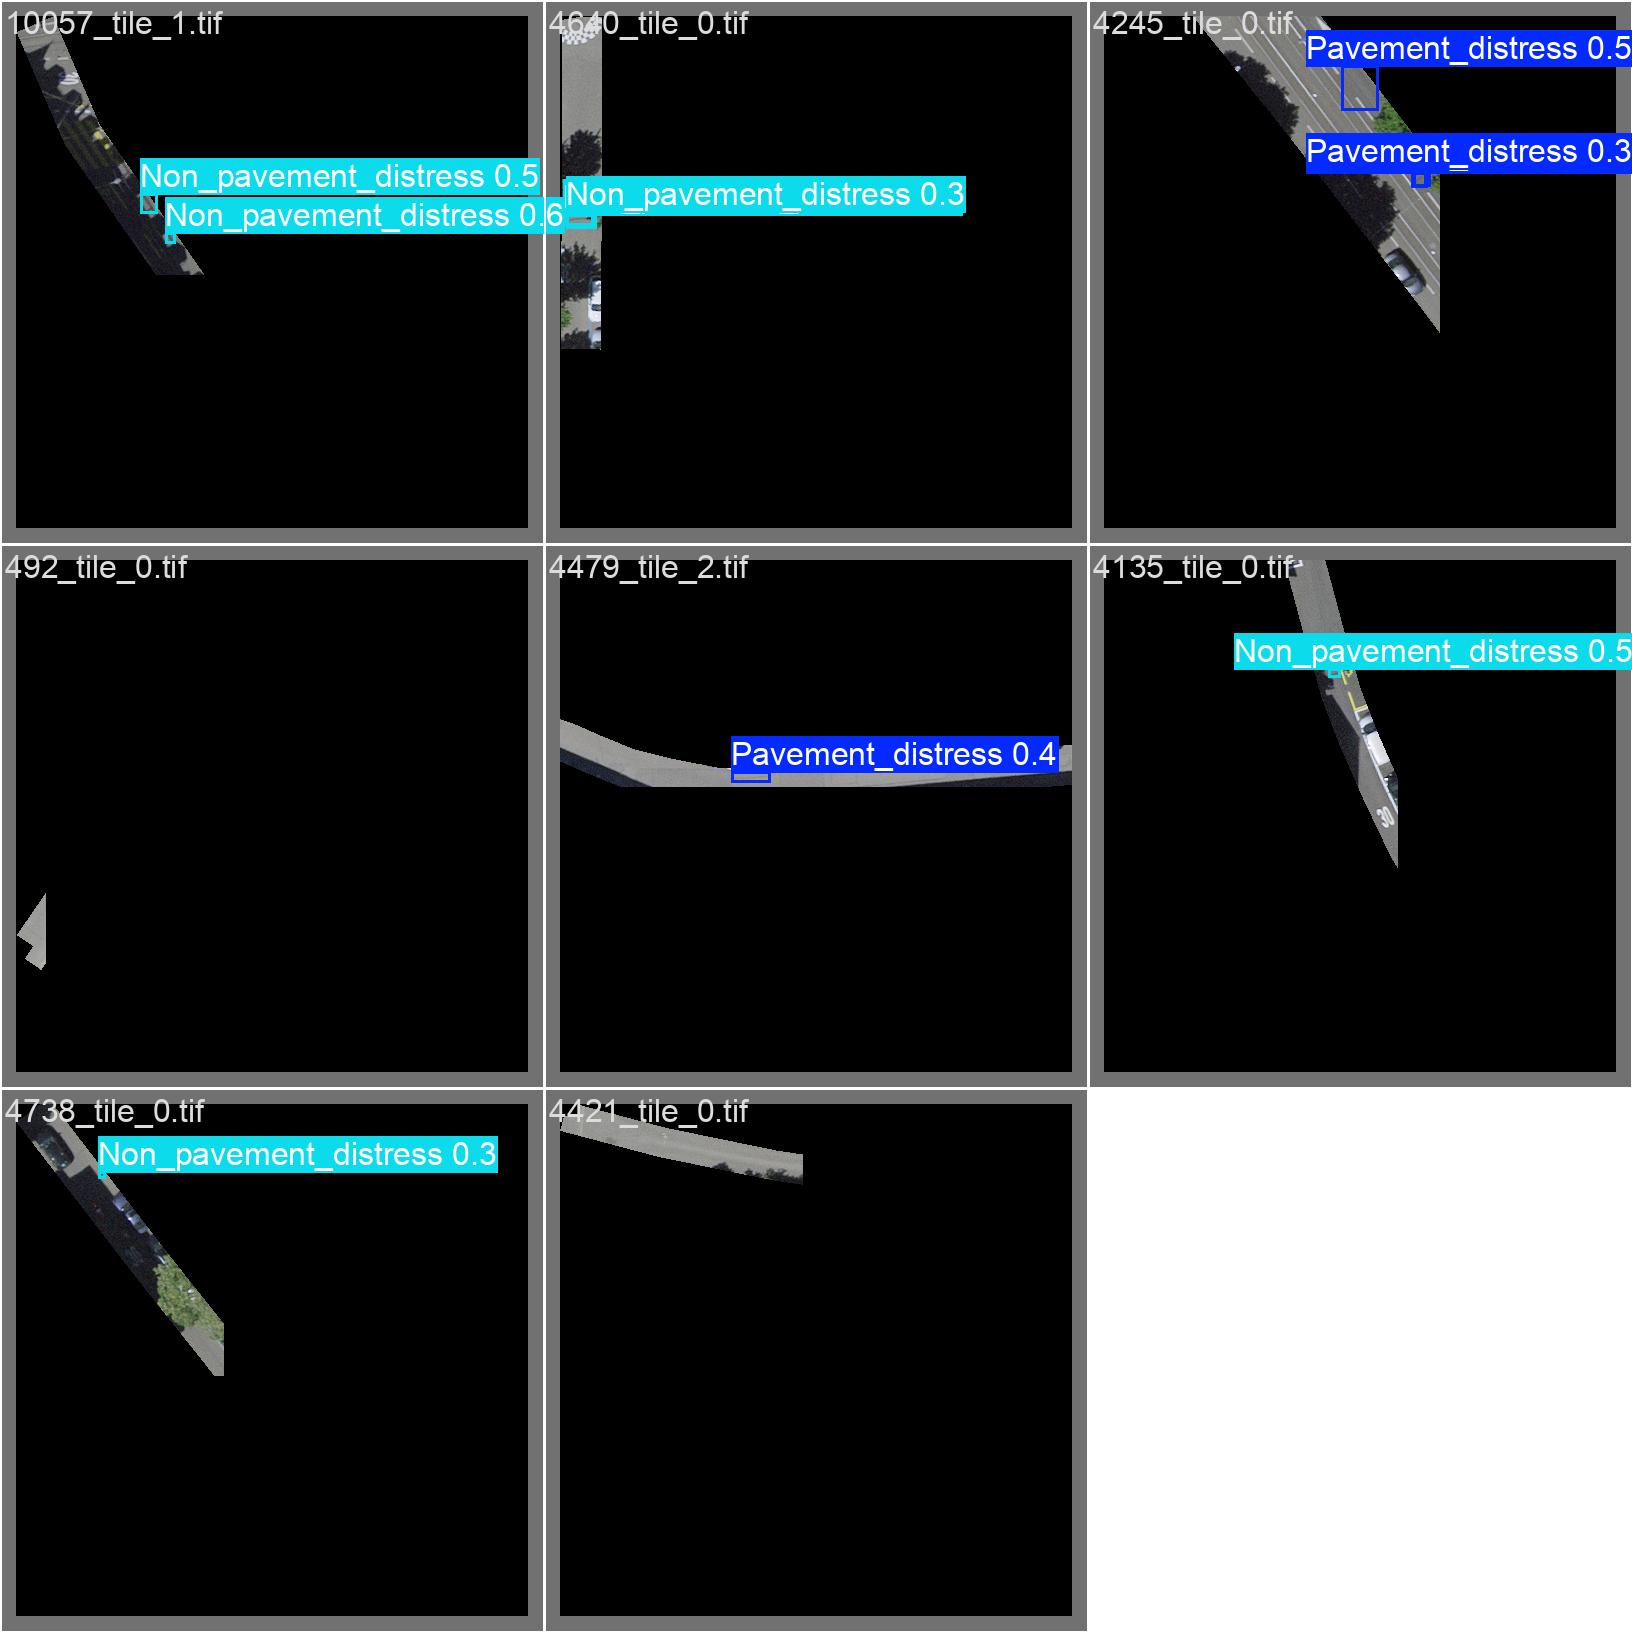 10057_tile_1.tif
Non_pavement_distress 0.5
Non_pavement_distress 0.6
4640_tile_0.tif
Non_pavement_distress 0.3
4245_tile_0.tif
Pavement_distress 0.5
Pavement_distress 0.3
492_tile_0.tif
4479_tile_2.tif
Pavement_distress 0.4
4135_tile_0.tif
Non_pavement_distress 0.5
30
4738_tile_0.tif
Non_pavement_distress 0.3
4421_tile_0.tif